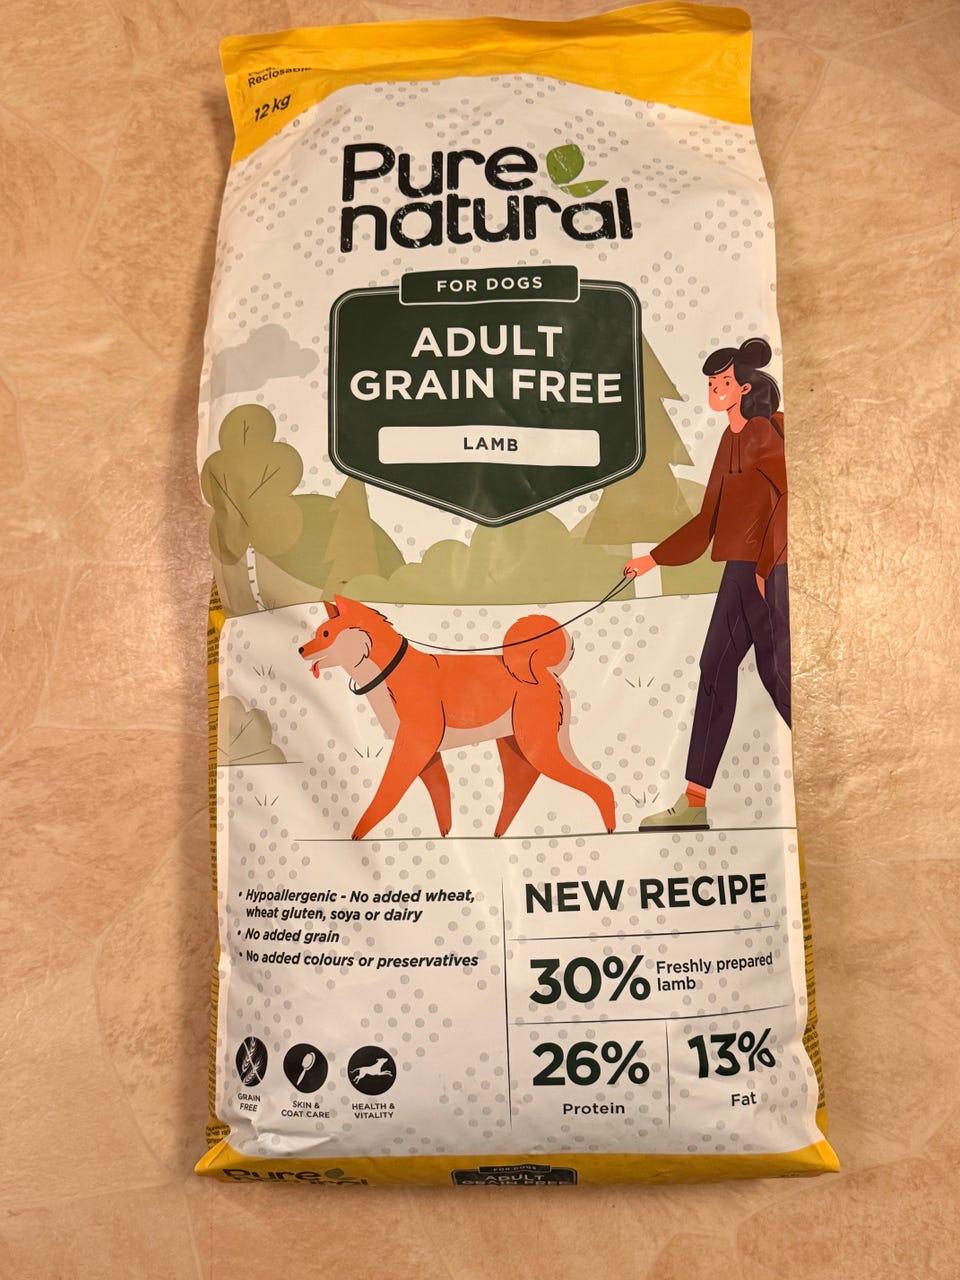 Reclosable
12 kg
Pure
natural
FOR DOGS
ADULT
GRAIN FREE
LAMB
• Hypoallergenic - No added wheat,
wheat gluten, soya or dairy
• No added grain
• No added colours or preservatives
GRAIN
FREE
SKIN &
COAT CARE
HEALTH &
VITALITY
NEW RECIPE
30% Freshly prepared
lamb
26%
Protein
13%
Fat
Pure
natural
FOR DOGS
ADULT
GRAIN FREE